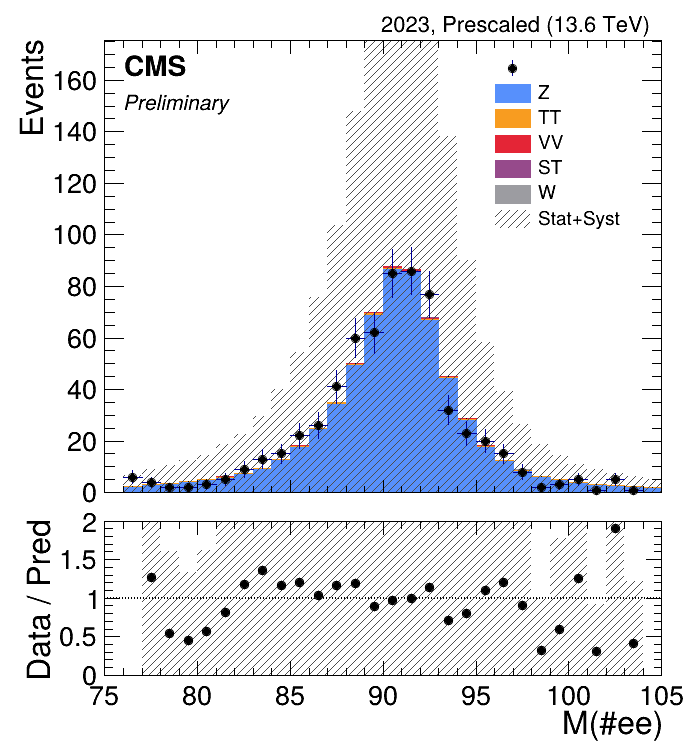 2023, Prescaled (13.6 TeV)
CMS
Preliminary
Events
160
140
120
100
80
60
40
20
0
Z
TT
VV
ST
W
Stat+Syst
Data / Pred
2
1.5
1
0.5
0
75 80 85 90 95 100 105
M(#ee)